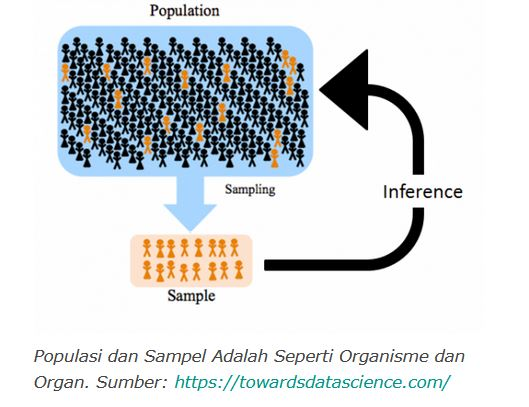 Population
Sampling
Inference
Sample
Populasi dan Sampel Adalah Seperti Organisme dan
Organ. Sumber: https://towardsdatascience.com/